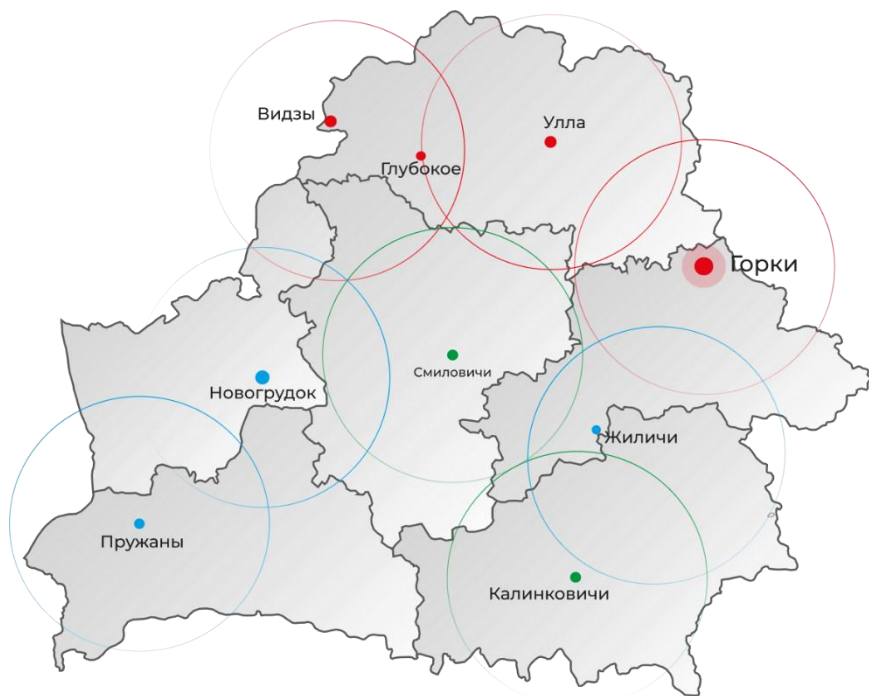 Видзы
Улла
Глубокое
Горки
Смиловичи
Новогрудок
Жиличи
Пружаны
Калинковичи